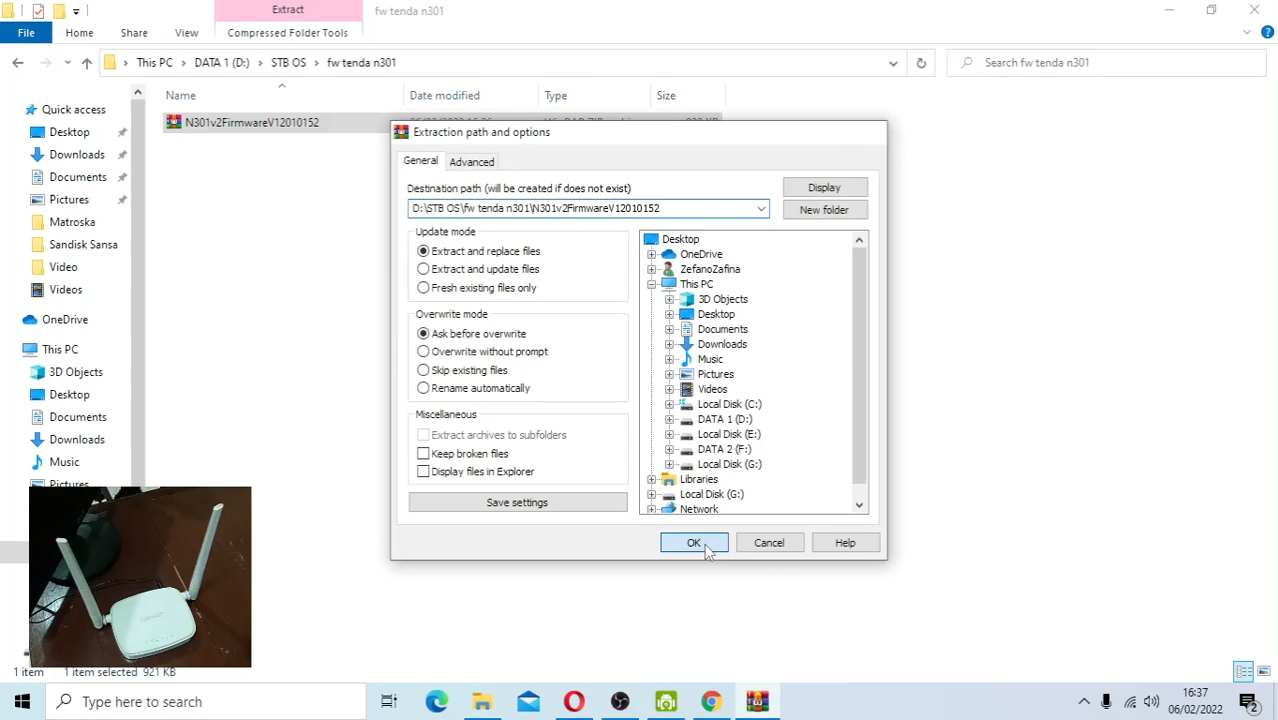 Extract
fw tenda n301
File
Home
Share
View
Compressed Folder Tools
This PC
DATA 1 (D:)
STB OS
fw tenda n301
Search fw tenda n301
Name
Date modified
Type
Size
N301v2FirmwareV12010152
Quick access
Desktop
Downloads
Documents
Pictures
Matroska
Sandisk Sansa
Video
Videos
OneDrive
This PC
3D Objects
Desktop
Documents
Downloads
Music
Pictures
Extraction path and options
General
Advanced
Destination path (will be created if does not exist)
D:\STB OS\fw tenda n301\N301v2FirmwareV12010152
Display
New folder
Update mode
Extract and replace files
Extract and update files
Fresh existing files only
Overwrite mode
Ask before overwrite
Overwrite without prompt
Skip existing files
Rename automatically
Miscellaneous
Extract archives to subfolders
Keep broken files
Display files in Explorer
Save settings
Desktop
OneDrive
ZefanoZafina
This PC
3D Objects
Desktop
Documents
Downloads
Music
Pictures
Videos
Local Disk (C:)
DATA 1 (D:)
Local Disk (E:)
DATA 2 (F:)
Local Disk (G:)
Libraries
Local Disk (G:)
Network
OK
Cancel
Help
1 item
1 item selected 921 KB
Type here to search
16:37
06/02/2022
2